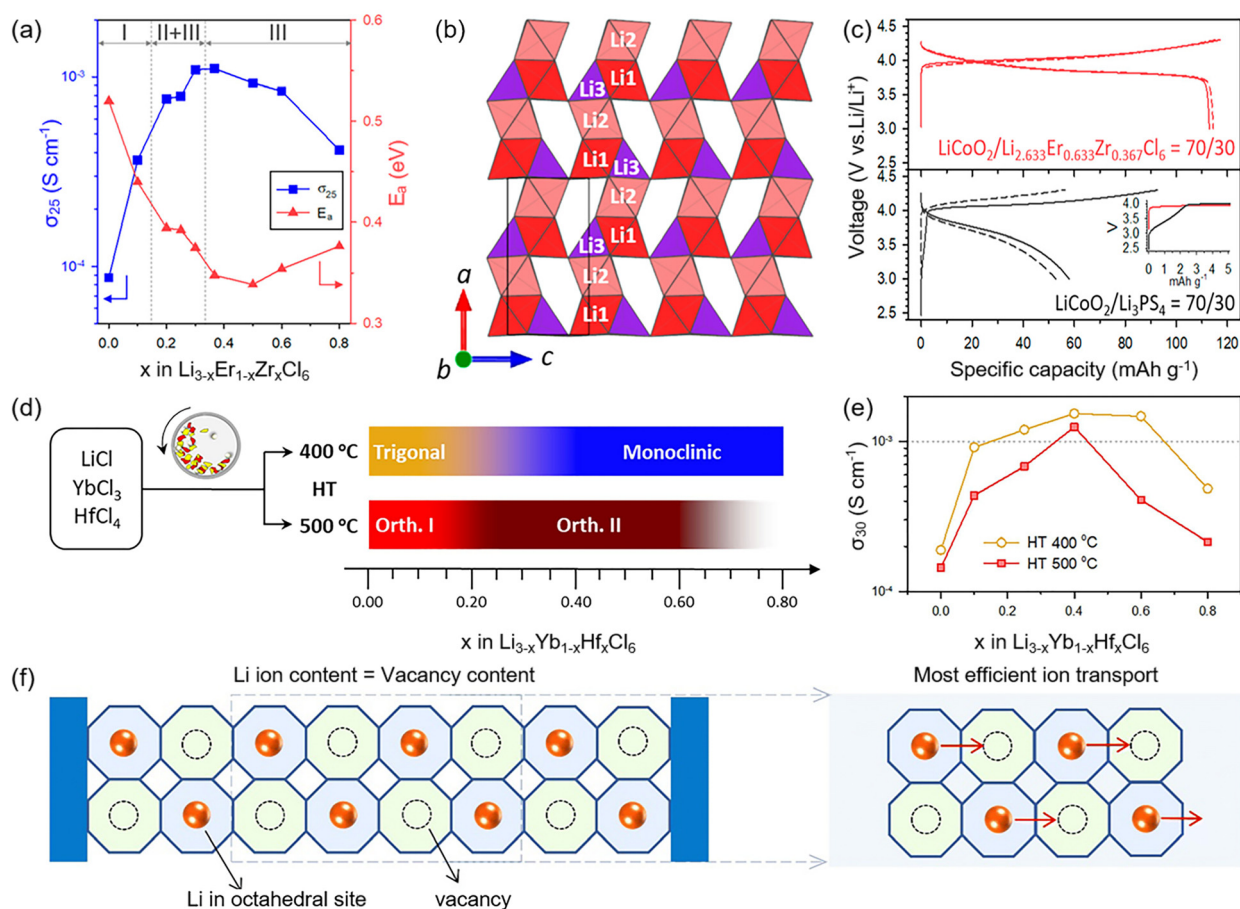 (a)
I
II+III
III
10⁻³
10⁻⁴
σ₂₅ (S cm⁻¹)
0.6
0.5
0.4
0.3
Eₐ (eV)
σ₂₅
Eₐ
0.0
0.2
0.4
0.6
0.8
x in Li₃₋ₓEr₁₋ₓZrₓCl₆
(b)
Li2
Li1
Li3
Li2
Li1
Li3
Li2
Li1
Li3
Li2
Li1
a
b
c
(c)
4.5
4.0
3.5
3.0
2.5
LiCoO₂/Li₂.₆₃₃Er₀.₆₃₃Zr₀.₃₆₇Cl₆ = 70/30
Voltage (V vs.Li/Li⁺)
4.5
4.0
3.5
3.0
2.5
V
4.0
3.0
2.5
0
1
2
3
4
5
mAh g⁻¹
LiCoO₂/Li₃PS₄ = 70/30
0
20
40
60
80
100
120
Specific capacity (mAh g⁻¹)
(d)
LiCl
YbCl₃
HfCl₄
400 °C
HT
500 °C
Trigonal
Monoclinic
Orth. I
Orth. II
0.00
0.20
0.40
0.60
0.80
x in Li₃₋ₓYb₁₋ₓHfₓCl₆
(e)
10⁻³
10⁻⁴
σ₃₀ (S cm⁻¹)
HT 400 °C
HT 500 °C
0.0
0.2
0.4
0.6
0.8
x in Li₃₋ₓYb₁₋ₓHfₓCl₆
(f)
Li ion content = Vacancy content
Most efficient ion transport
Li in octahedral site
vacancy